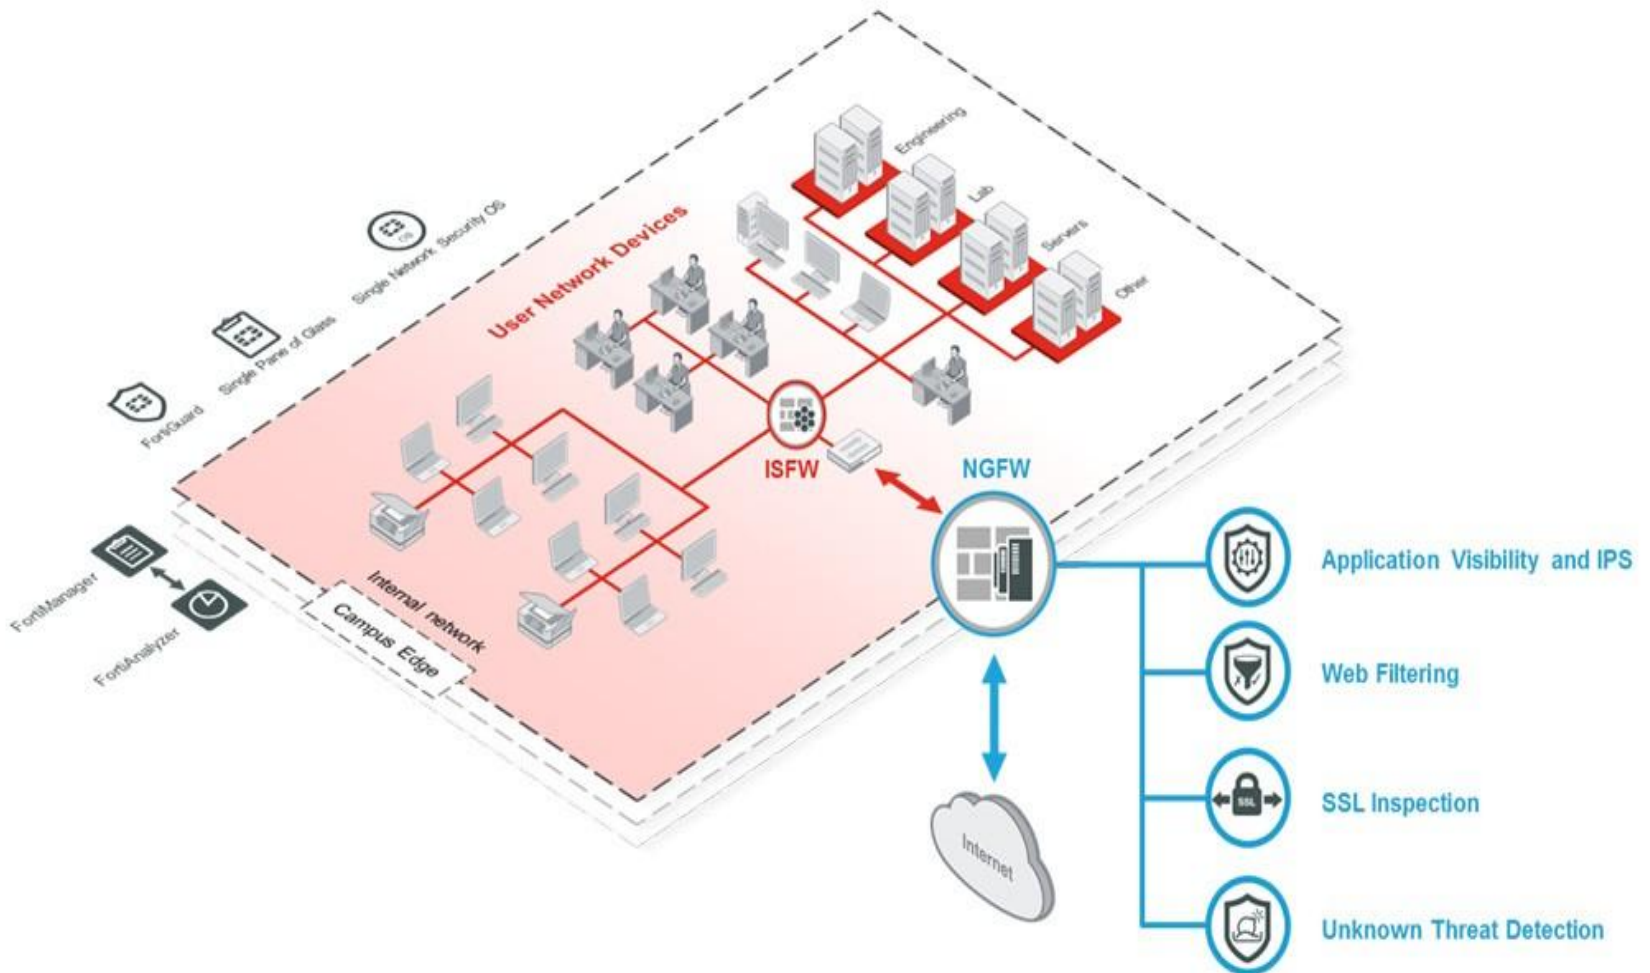 Engineering
Lab
Servers
Other
User Network Devices
OS
Single Network Security OS
Single Pane of Glass
FortiGuard
ISFW
NGFW
FortiManager
FortiAnalyzer
Internal network
Campus Edge
Internet
Application Visibility and IPS
Web Filtering
SSL
SSL Inspection
Unknown Threat Detection